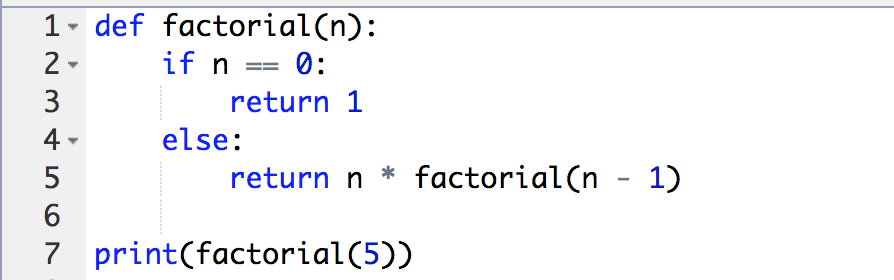 1 def factorial(n):
2     if n == 0:
3         return 1
4     else:
5         return n * factorial(n - 1)
6
7 print(factorial(5))